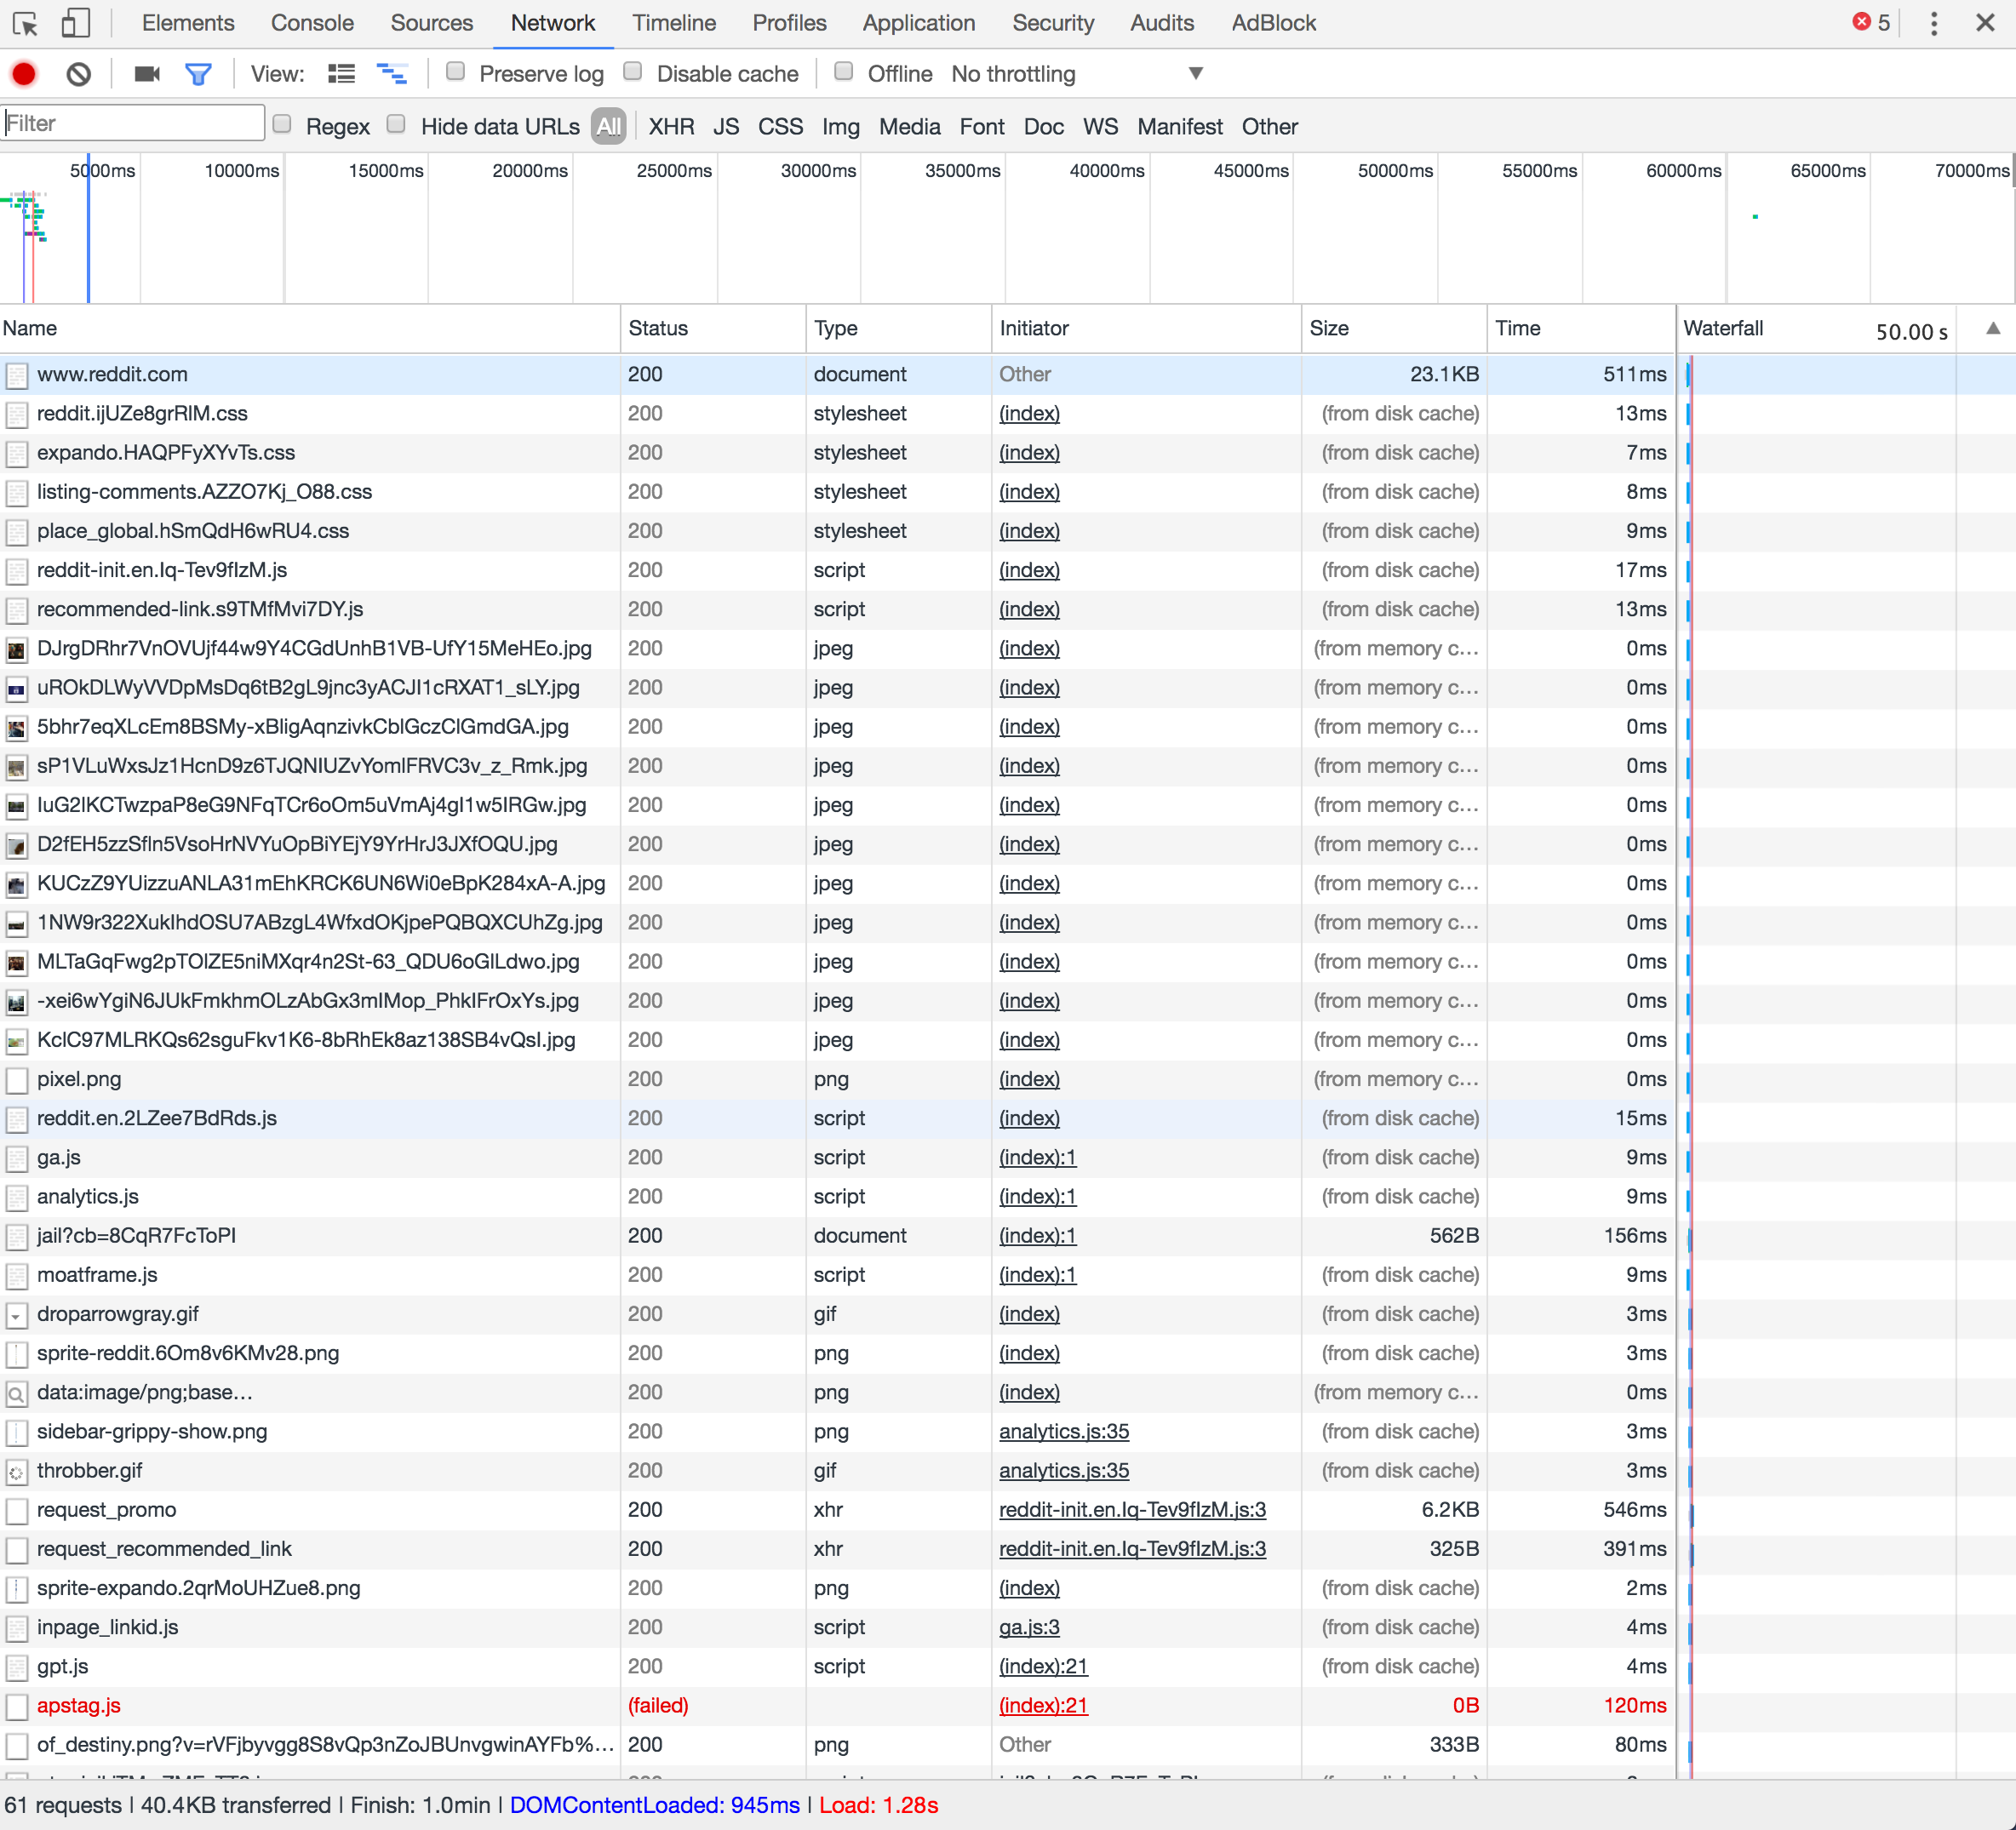 Elements Console Sources Network Timeline Profiles Application Security Audits AdBlock 5
View: Preserve log Disable cache Offline No throttling
Filter Regex Hide data URLs All XHR JS CSS Img Media Font Doc WS Manifest Other
5000ms 10000ms 15000ms 20000ms 25000ms 30000ms 35000ms 40000ms 45000ms 50000ms 55000ms 60000ms 65000ms 70000ms
Name Status Type Initiator Size Time Waterfall 50.00 s
www.reddit.com 200 document Other 23.1KB 511ms
reddit.ijUZe8grRlM.css 200 stylesheet (index) (from disk cache) 13ms
expando.HAQPFyXYvTs.css 200 stylesheet (index) (from disk cache) 7ms
listing-comments.AZZO7Kj_O88.css 200 stylesheet (index) (from disk cache) 8ms
place_global.hSmQdH6wRU4.css 200 stylesheet (index) (from disk cache) 9ms
reddit-init.en.Iq-Tev9fIzM.js 200 script (index) (from disk cache) 17ms
recommended-link.s9TMfMvi7DY.js 200 script (index) (from disk cache) 13ms
DJrgDRhr7VnOVUjf44w9Y4CGdUnhB1VB-UfY15MeHEo.jpg 200 jpeg (index) (from memory c... 0ms
uROkDLWyVVDpMsDq6tB2gL9jnc3yACJI1cRXAT1_sLY.jpg 200 jpeg (index) (from memory c... 0ms
5bhr7eqXLcEm8BSMy-xBligAqnzivkCblGczClGmdGA.jpg 200 jpeg (index) (from memory c... 0ms
sP1VLuWxsJz1HcnD9z6TJQNIUZvYomlFRVC3v_z_Rmk.jpg 200 jpeg (index) (from memory c... 0ms
IuG2IKCTwzpaP8eG9NFqTCr6oOm5uVmAj4gI1w5IRGw.jpg 200 jpeg (index) (from memory c... 0ms
D2fEH5zzSfln5VsoHrNVYuOpBiYEjY9YrHrJ3JXfOQU.jpg 200 jpeg (index) (from memory c... 0ms
KUCzZ9YUizzuANLA31mEhKRCK6UN6Wi0eBpK284xA-A.jpg 200 jpeg (index) (from memory c... 0ms
1NW9r322XukIhdOSU7ABzgL4WfxdOKjpePQBQXCUhZg.jpg 200 jpeg (index) (from memory c... 0ms
MLTaGqFwg2pTOlZE5niMXqr4n2St-63_QDU6oGlLdwo.jpg 200 jpeg (index) (from memory c... 0ms
-xei6wYgiN6JUkFmkhmOLzAbGx3mIMop_PhkIFrOxYs.jpg 200 jpeg (index) (from memory c... 0ms
KclC97MLRKQs62sguFkv1K6-8bRhEk8az138SB4vQsI.jpg 200 jpeg (index) (from memory c... 0ms
pixel.png 200 png (index) (from memory c... 0ms
reddit.en.2LZee7BdRds.js 200 script (index) (from disk cache) 15ms
ga.js 200 script (index):1 (from disk cache) 9ms
analytics.js 200 script (index):1 (from disk cache) 9ms
jail?cb=8CqR7FcToPI 200 document (index):1 562B 156ms
moatframe.js 200 script (index):1 (from disk cache) 9ms
droparrowgray.gif 200 gif (index) (from disk cache) 3ms
sprite-reddit.6Om8v6KMv28.png 200 png (index) (from disk cache) 3ms
data:image/png;base... 200 png (index) (from memory c... 0ms
sidebar-grippy-show.png 200 png analytics.js:35 (from disk cache) 3ms
throbber.gif 200 gif analytics.js:35 (from disk cache) 3ms
request_promo 200 xhr reddit-init.en.Iq-Tev9fIzM.js:3 6.2KB 546ms
request_recommended_link 200 xhr reddit-init.en.Iq-Tev9fIzM.js:3 325B 391ms
sprite-expando.2qrMoUHZue8.png 200 png (index) (from disk cache) 2ms
inpage_linkid.js 200 script ga.js:3 (from disk cache) 4ms
gpt.js 200 script (index):21 (from disk cache) 4ms
apstag.js (failed) (index):21 0B 120ms
of_destiny.png?v=rVFjbyvgg8S8vQp3nZoJBUnvgwinAYFb%... 200 png Other 333B 80ms
61 requests | 40.4KB transferred | Finish: 1.0min | DOMContentLoaded: 945ms | Load: 1.28s